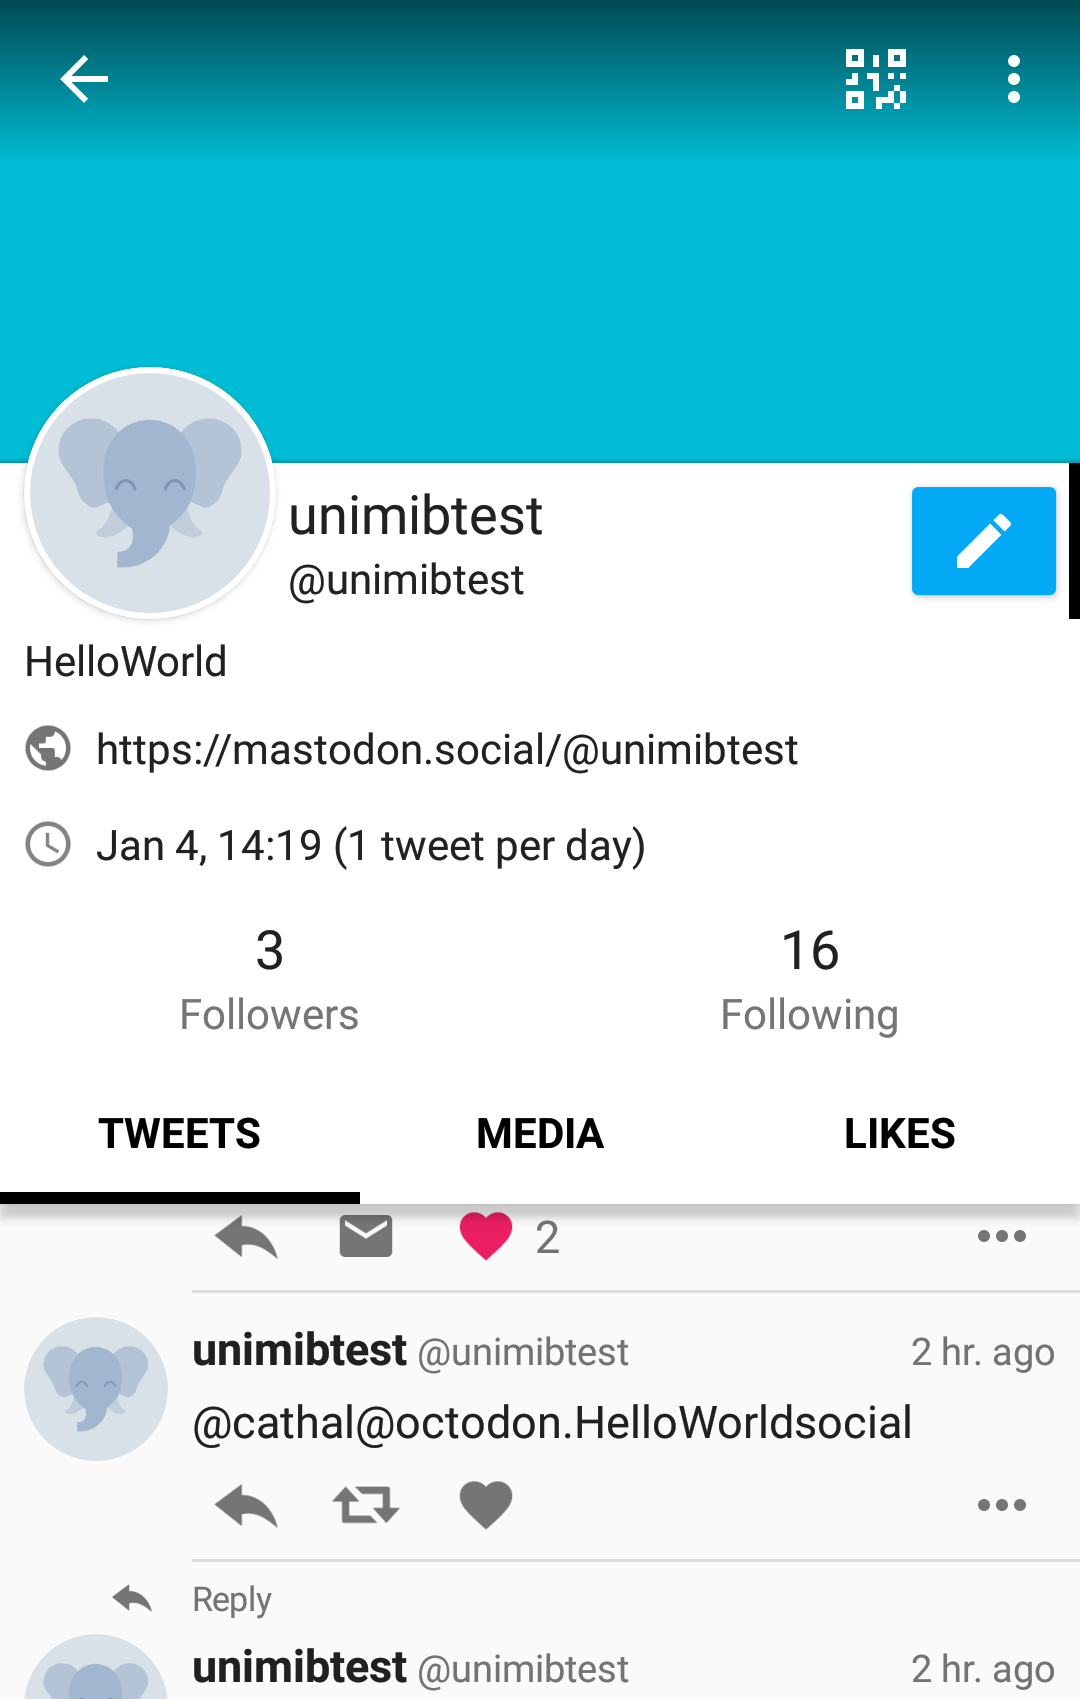 unimibtest
@unimibtest
HelloWorld
https://mastodon.social/@unimibtest
Jan 4, 14:19 (1 tweet per day)
3 16
Followers Following
TWEETS MEDIA LIKES
2
unimibtest @unimibtest 2 hr. ago
@cathal@octodon.HelloWorldsocial
Reply
unimibtest @unimibtest 2 hr. ago